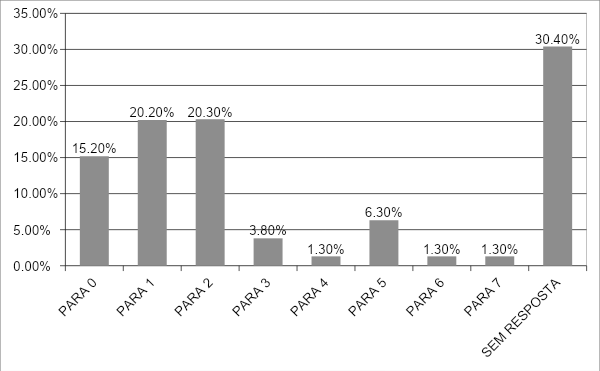 35.00%
30.00%
25.00%
20.00%
15.00%
10.00%
5.00%
0.00%
15.20%
20.20%
20.30%
3.80%
1.30%
6.30%
1.30%
1.30%
30.40%
PARA 0
PARA 1
PARA 2
PARA 3
PARA 4
PARA 5
PARA 6
PARA 7
SEM RESPOSTA